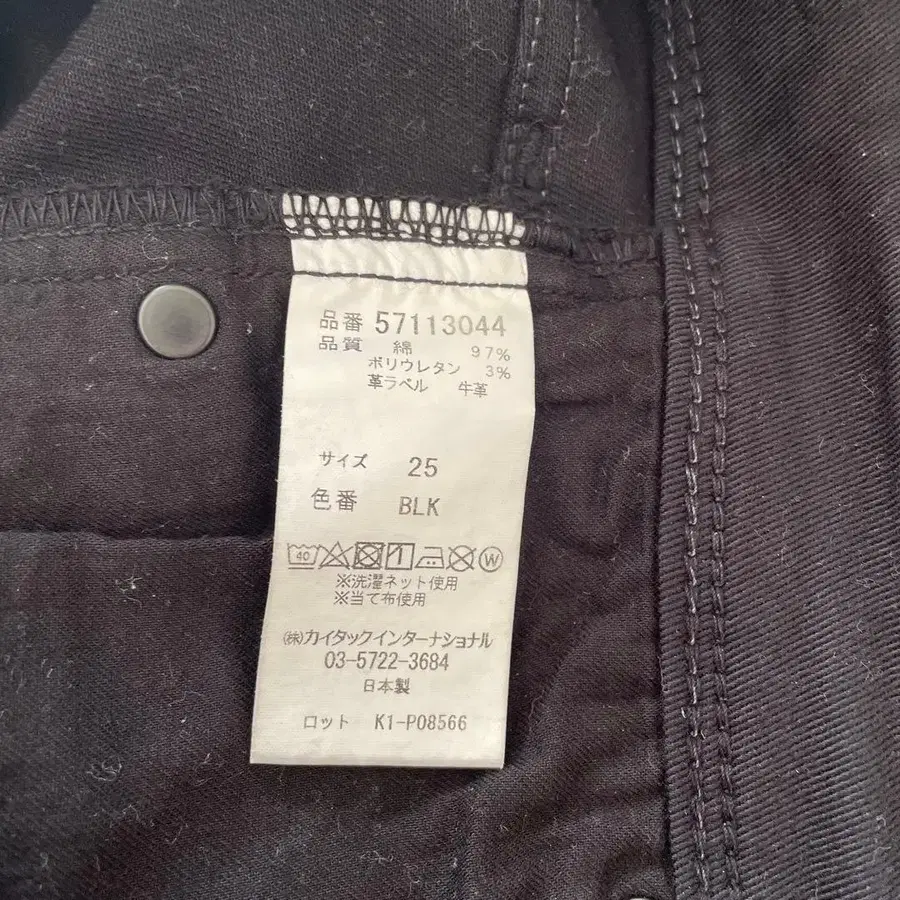 品番 57113044
品質 綿 97%
ポリウレタン 3%
革ラベル 牛革
サイズ 25
色番 BLK
40 W
※洗濯ネット使用
※当て布使用
㈱カイタックインターナショナル
03-5722-3684
日本製
ロット K1-P08566